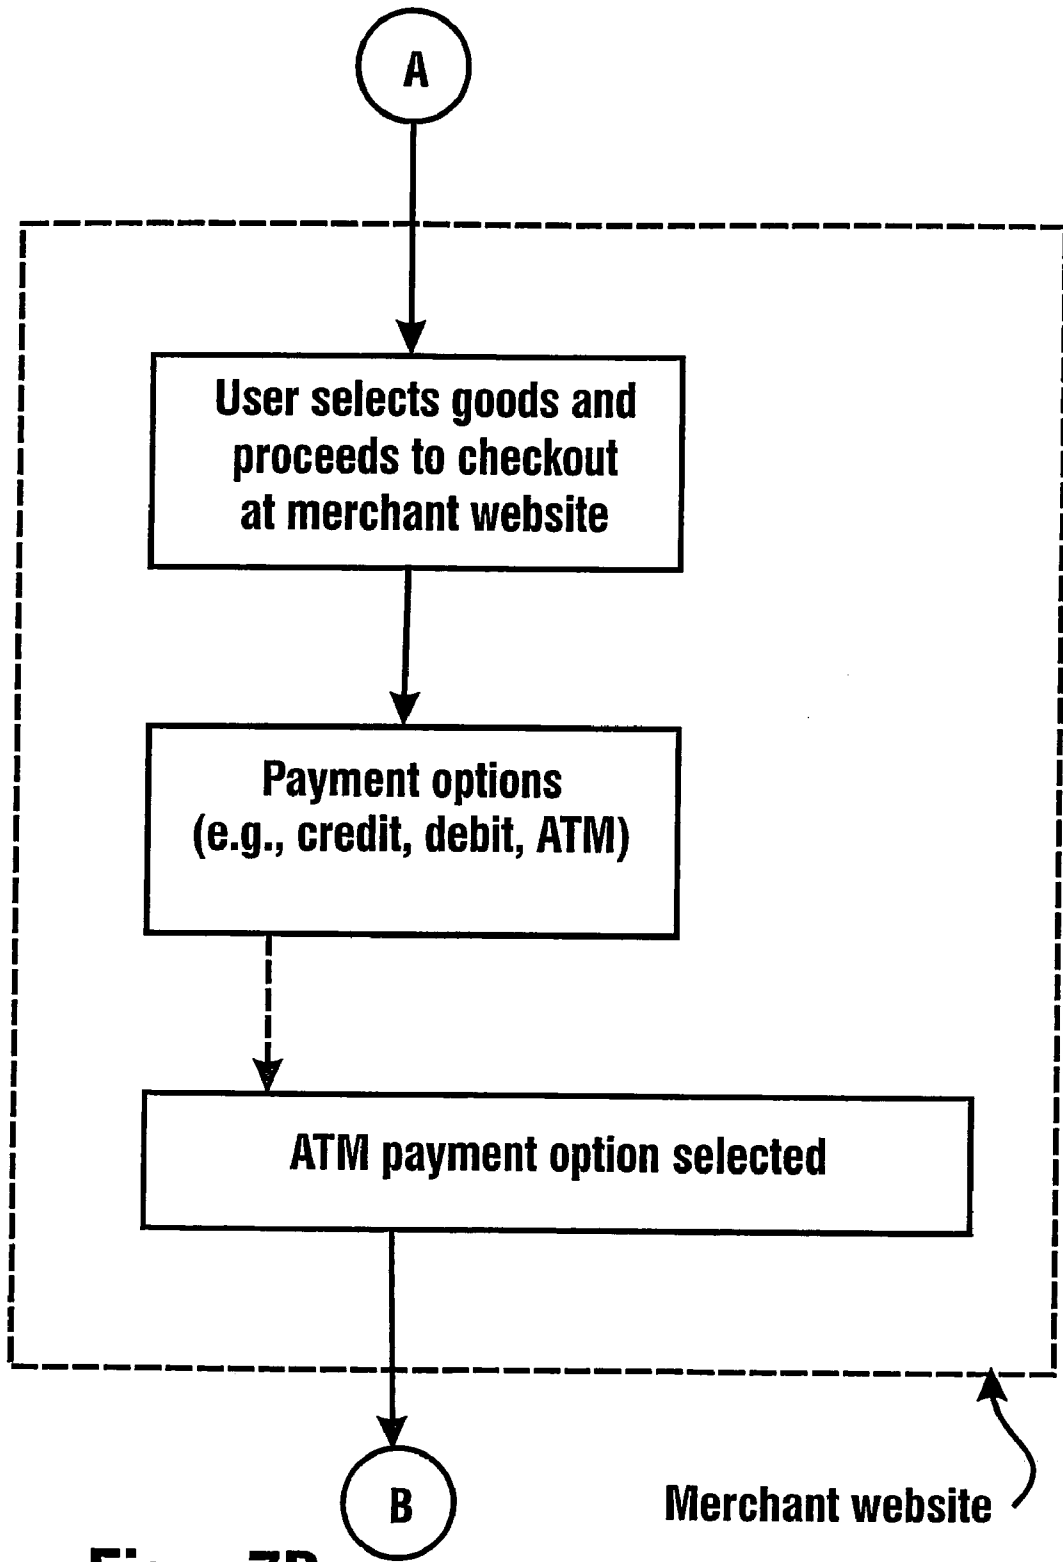 A
User selects goods and
proceeds to checkout
at merchant website
Payment options
(e.g., credit, debit, ATM)
ATM payment option selected
B
Merchant website